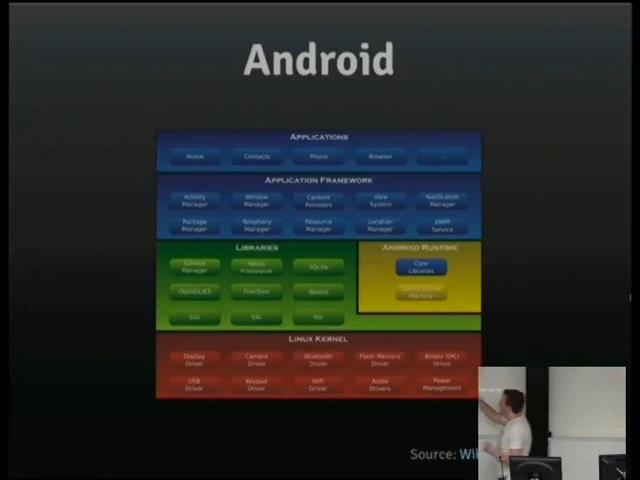 Android
APPLICATIONS
Home Contacts Phone Browser ...
APPLICATION FRAMEWORK
Activity Manager Window Manager Content Providers View System Notification Manager
Package Manager Telephony Manager Resource Manager Location Manager XMPP Service
LIBRARIES ANDROID RUNTIME
Surface Manager Media Framework SQLite Core Libraries
OpenGL|ES FreeType WebKit Machine
SGL SSL libc
LINUX KERNEL
Display Driver Camera Driver Bluetooth Driver Flash Memory Driver Binder (IPC) Driver
USB Driver Keypad Driver WiFi Driver Audio Drivers Power Management
Source: Wik